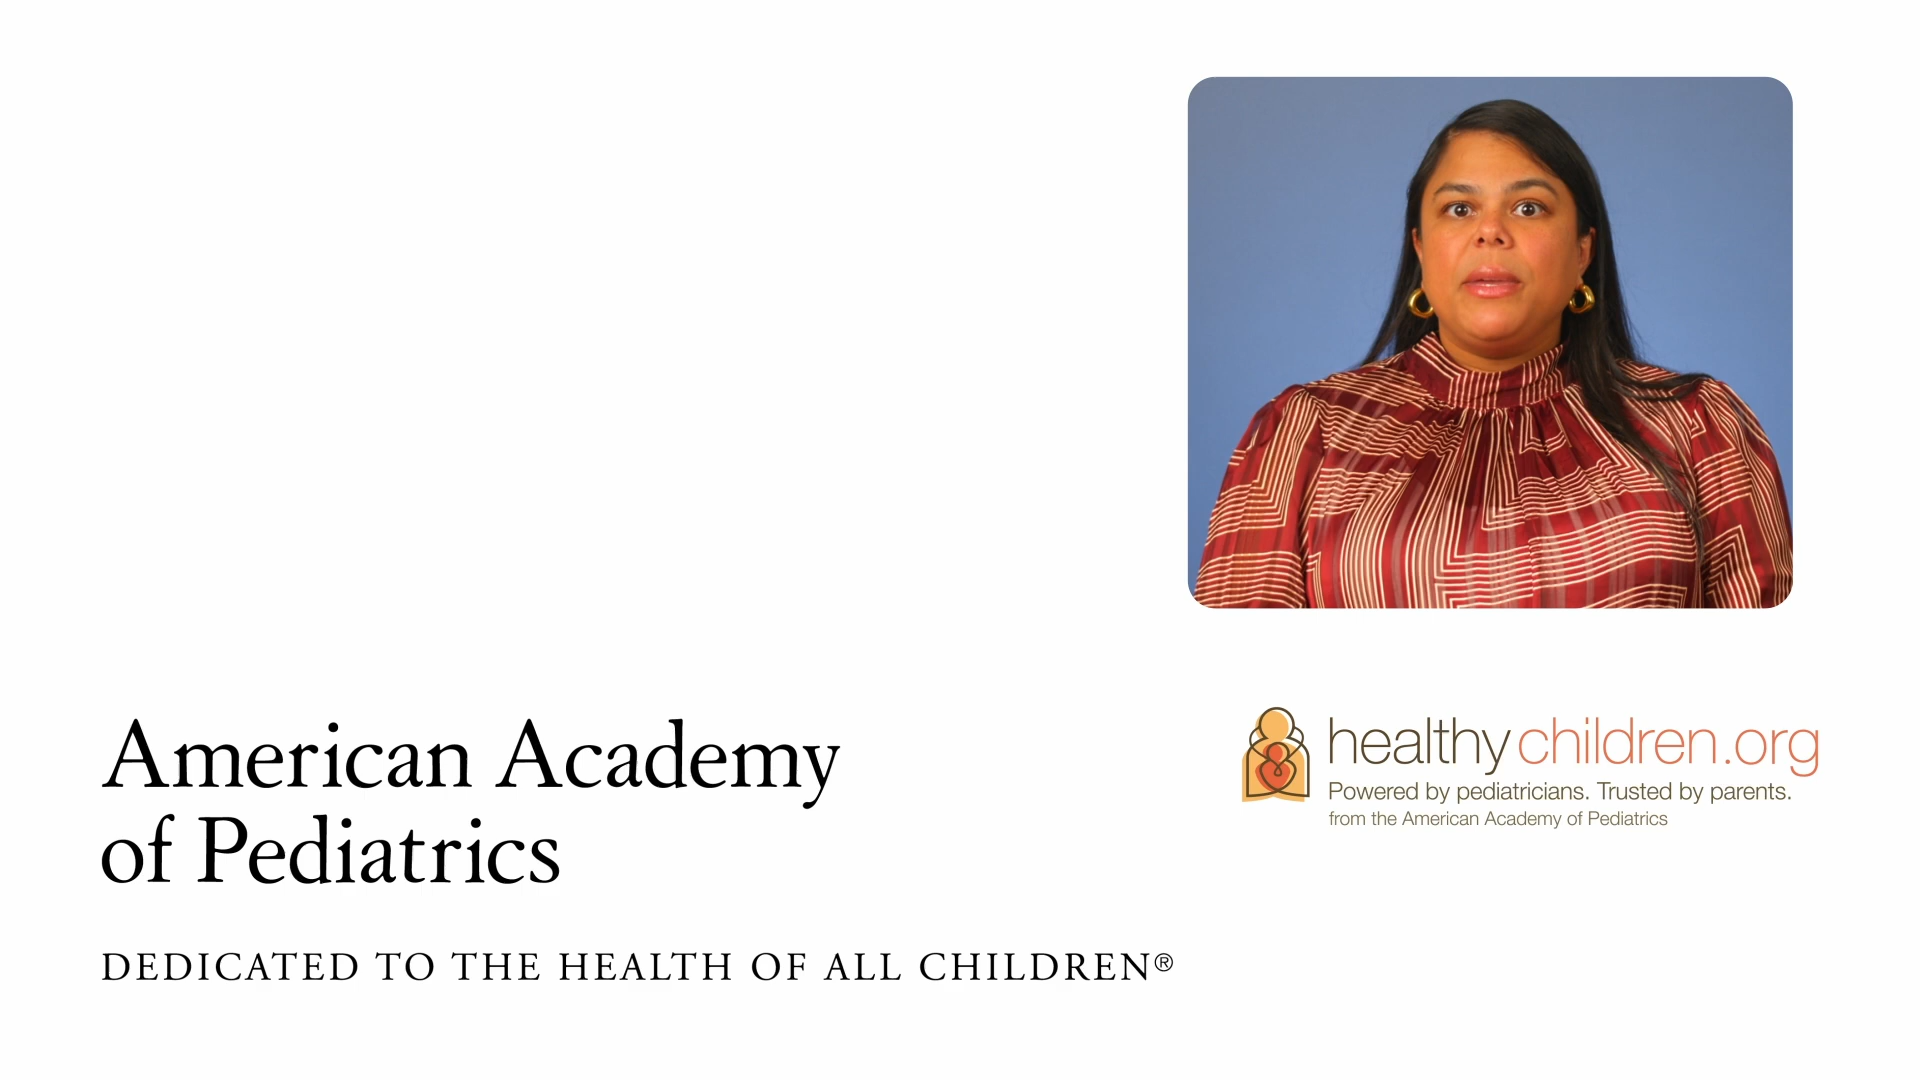 American Academy
of Pediatrics
DEDICATED TO THE HEALTH OF ALL CHILDREN®
healthychildren.org
Powered by pediatricians. Trusted by parents.
from the American Academy of Pediatrics